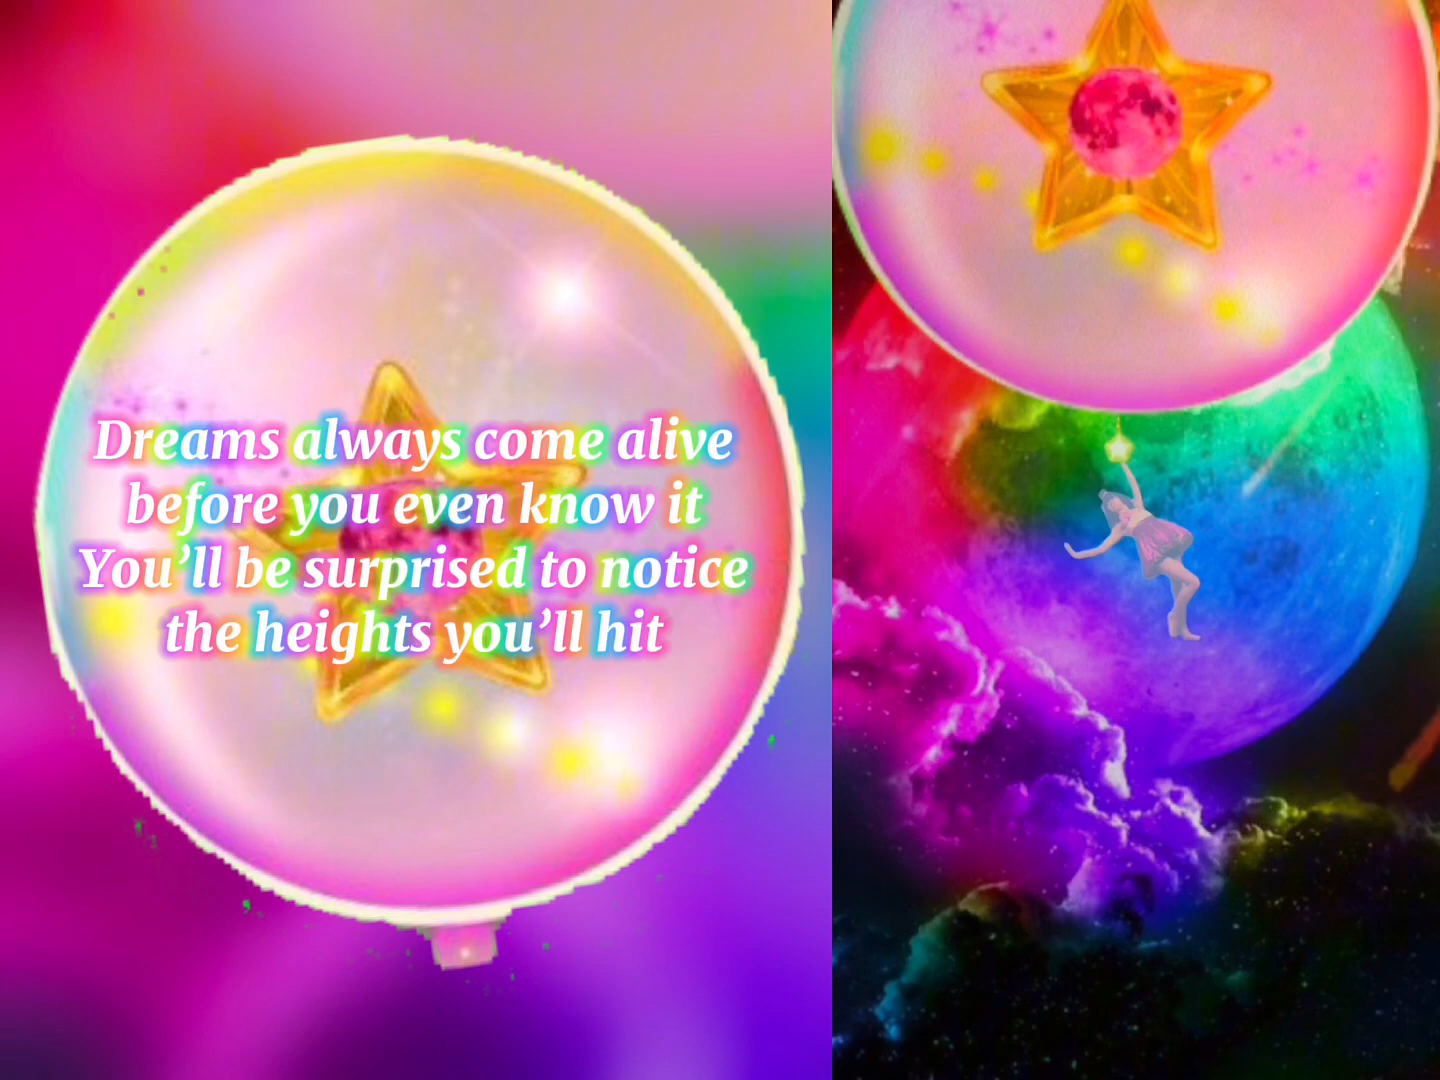 Dreams always come alive
before you even know it
You’ll be surprised to notice
the heights you’ll hit